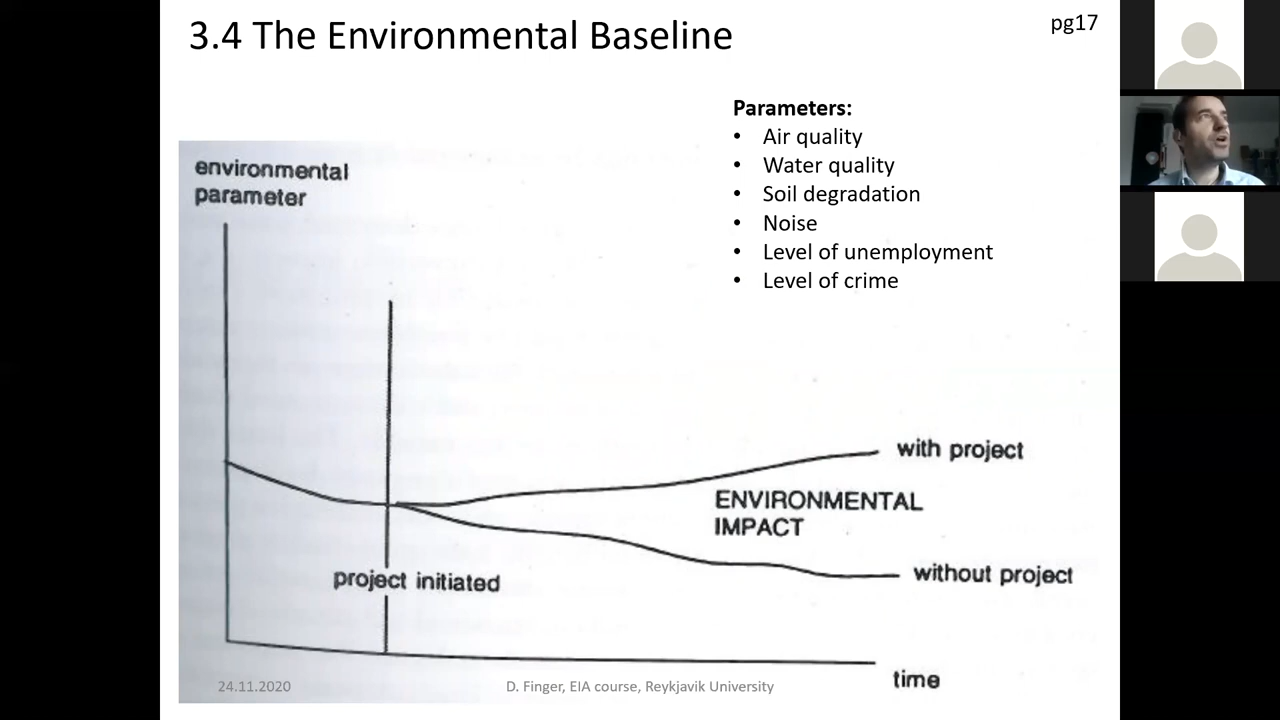 3.4 The Environmental Baseline
pg17
Parameters:
• Air quality
• Water quality
• Soil degradation
• Noise
• Level of unemployment
• Level of crime
environmental
parameter
with project
ENVIRONMENTAL
IMPACT
without project
project initiated
time
24.11.2020
D. Finger, EIA course, Reykjavik University